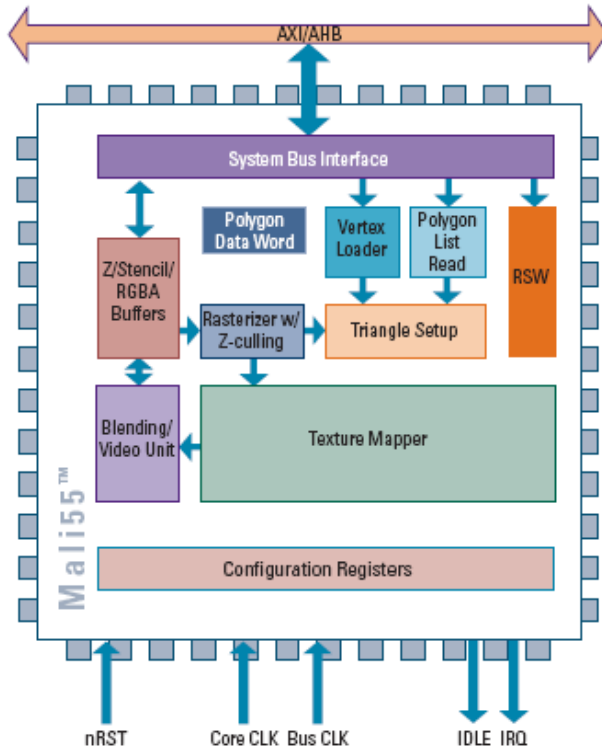 AXI/AHB
System Bus Interface
Polygon
Data Word
Vertex
Loader
Polygon
List
Read
RSW
Z/Stencil/
RGBA
Buffers
Rasterizer w/
Z-culling
Triangle Setup
Blending/
Video Unit
Texture Mapper
Mali55™
Configuration Registers
nRST
Core CLK
Bus CLK
IDLE
IRQ